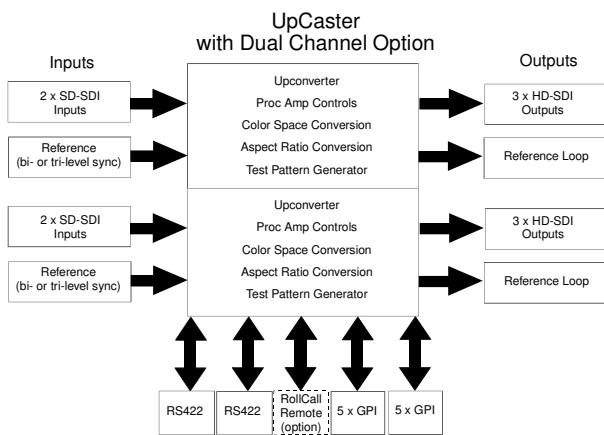 UpCaster
with Dual Channel Option
Inputs
Outputs
2 x SD-SDI
Inputs
Reference
(bi- or tri-level sync)
2 x SD-SDI
Inputs
Reference
(bi- or tri-level sync)
Upconverter
Proc Amp Controls
Color Space Conversion
Aspect Ratio Conversion
Test Pattern Generator
Upconverter
Proc Amp Controls
Color Space Conversion
Aspect Ratio Conversion
Test Pattern Generator
3 x HD-SDI
Outputs
Reference Loop
3 x HD-SDI
Outputs
Reference Loop
RS422
RS422
RollCall
Remote
(option)
5 x GPI
5 x GPI